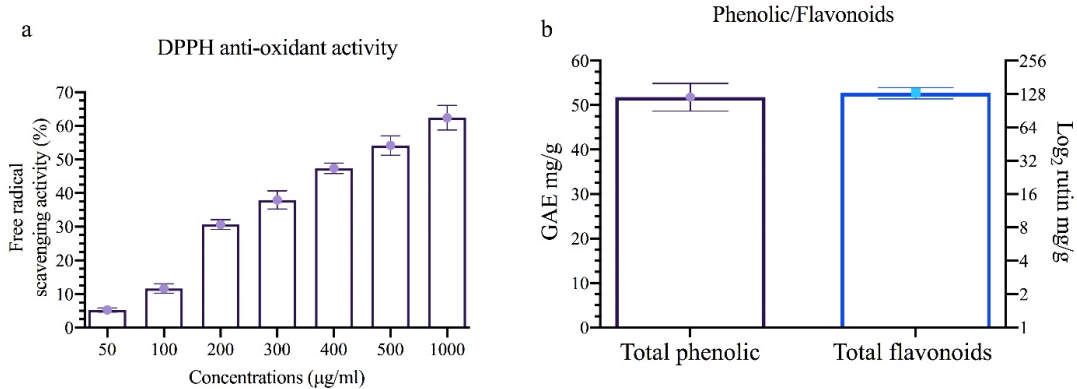 a
DPPH anti-oxidant activity
Free radical
scavenging activity (%)
70
60
50
40
30
20
10
0
50 100 200 300 400 500 1000
Concentrations (μg/ml)
b
Phenolic/Flavonoids
GAE mg/g
60
50
40
30
20
10
0
Total phenolic Total flavonoids
256
128
64
32
16
8
4
2
1
Log₂ rutin mg/g